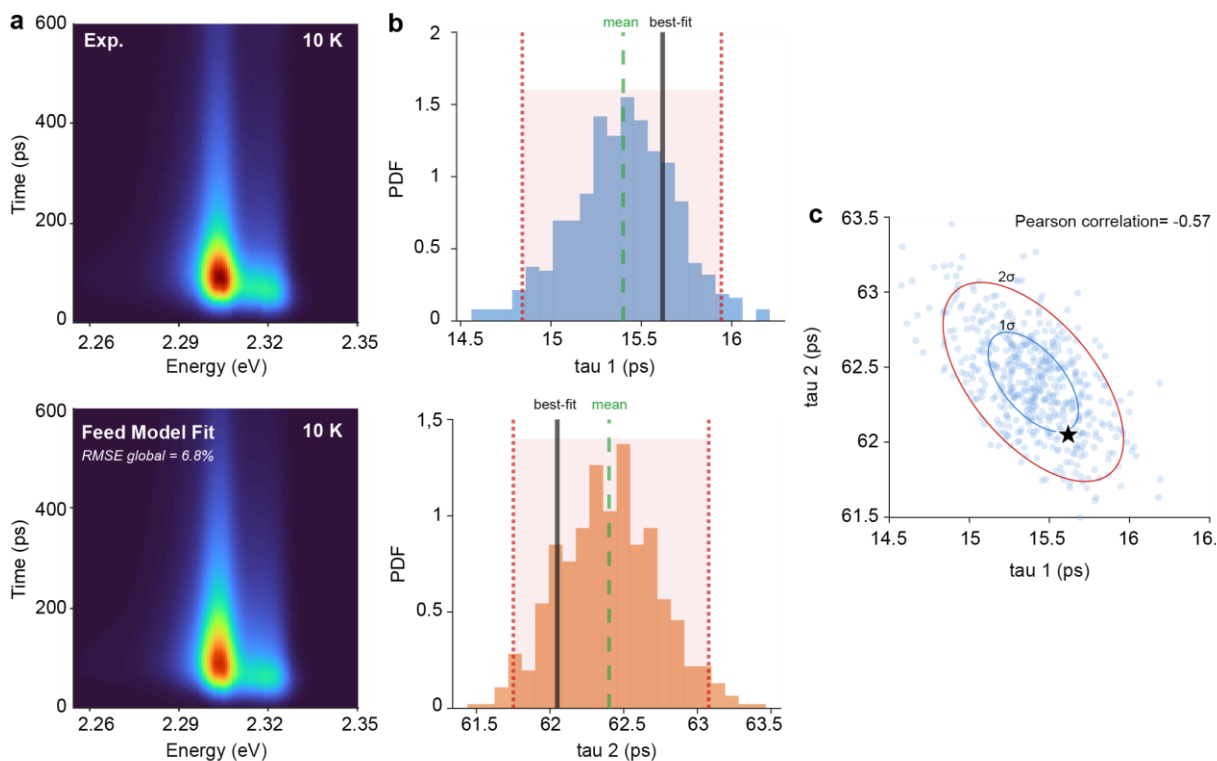 a
600
400
200
0
Time (ps)
Exp.
10 K
2.26
2.29
2.32
2.35
Energy (eV)
600
400
200
0
Time (ps)
Feed Model Fit
10 K
RMSE global = 6.8%
2.26
2.29
2.32
2.35
Energy (eV)
b
mean
best-fit
2
1.5
1
0.5
0
PDF
14.5
15
15.5
16
tau 1 (ps)
best-fit
mean
1.5
1
0.5
0
PDF
61.5
62
62.5
63
63.5
tau 2 (ps)
c
Pearson correlation= -0.57
63.5
63
62.5
62
61.5
tau 2 (ps)
2σ
1σ
14.5
15
15.5
16
16.
tau 1 (ps)